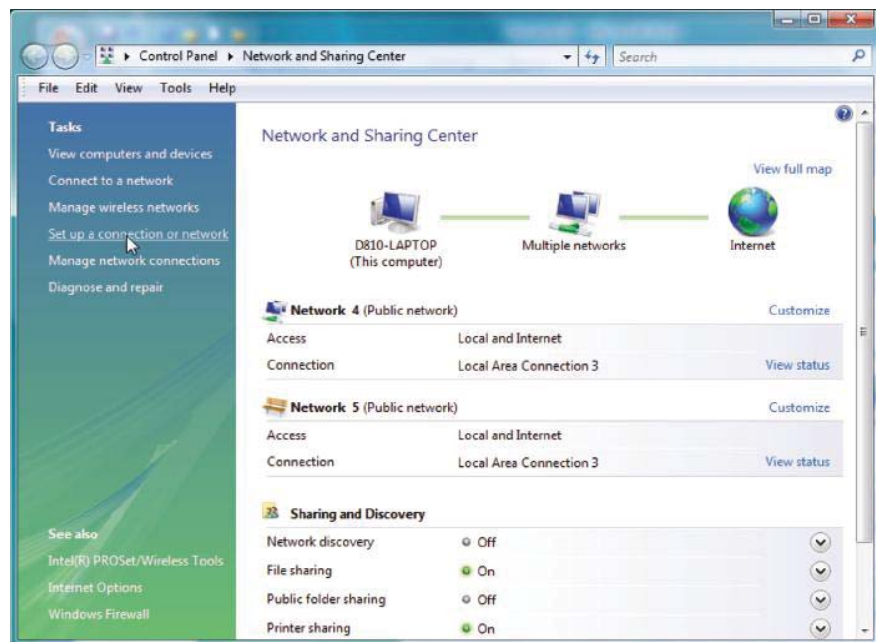 Control Panel Network and Sharing Center Search
File Edit View Tools Help
Tasks
View computers and devices
Connect to a network
Manage wireless networks
Set up a connection or network
Manage network connections
Diagnose and repair
See also
Intel(R) PROSet/Wireless Tools
Internet Options
Windows Firewall
Network and Sharing Center
View full map
D810-LAPTOP
(This computer)
Multiple networks
Internet
Network 4 (Public network) Customize
Access Local and Internet
Connection Local Area Connection 3 View status
Network 5 (Public network) Customize
Access Local and Internet
Connection Local Area Connection 3 View status
Sharing and Discovery
Network discovery Off
File sharing On
Public folder sharing Off
Printer sharing On